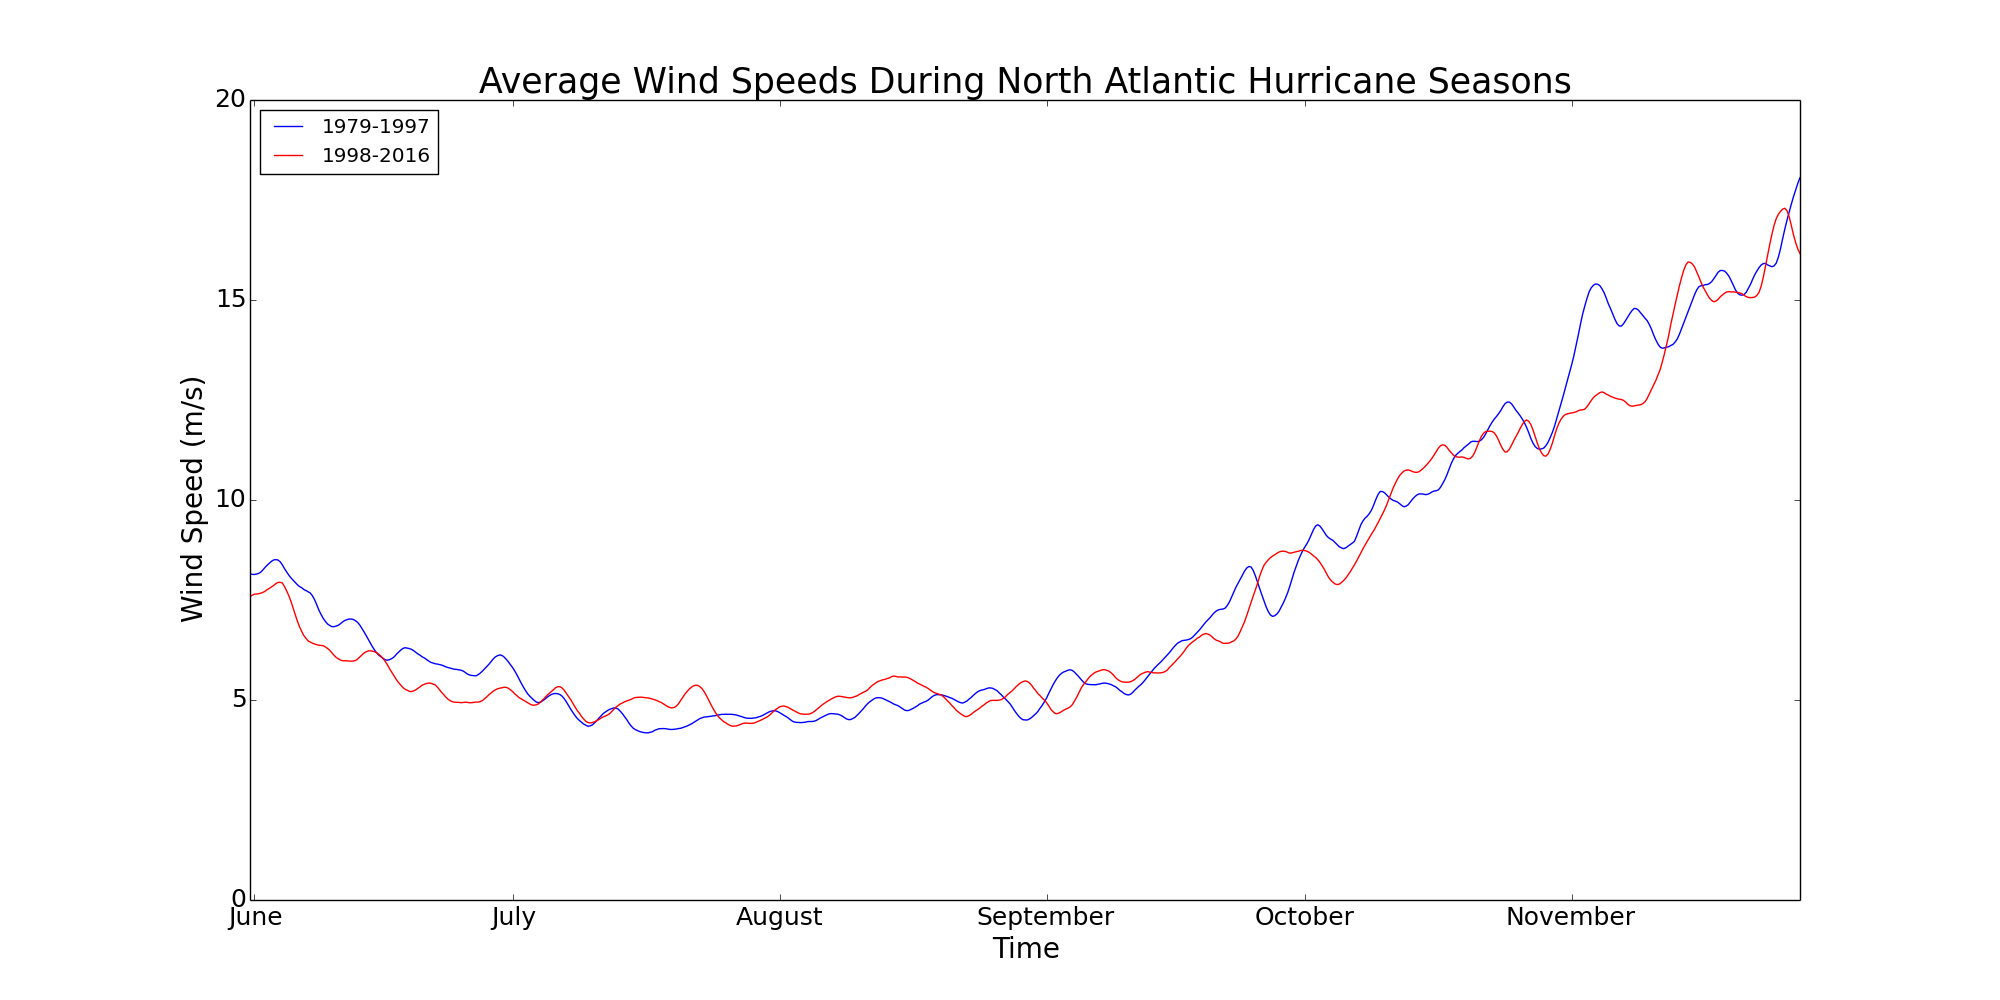 Average Wind Speeds During North Atlantic Hurricane Seasons
20
1979-1997
1998-2016
15
10
5
0
Wind Speed (m/s)
June July August September October November
Time